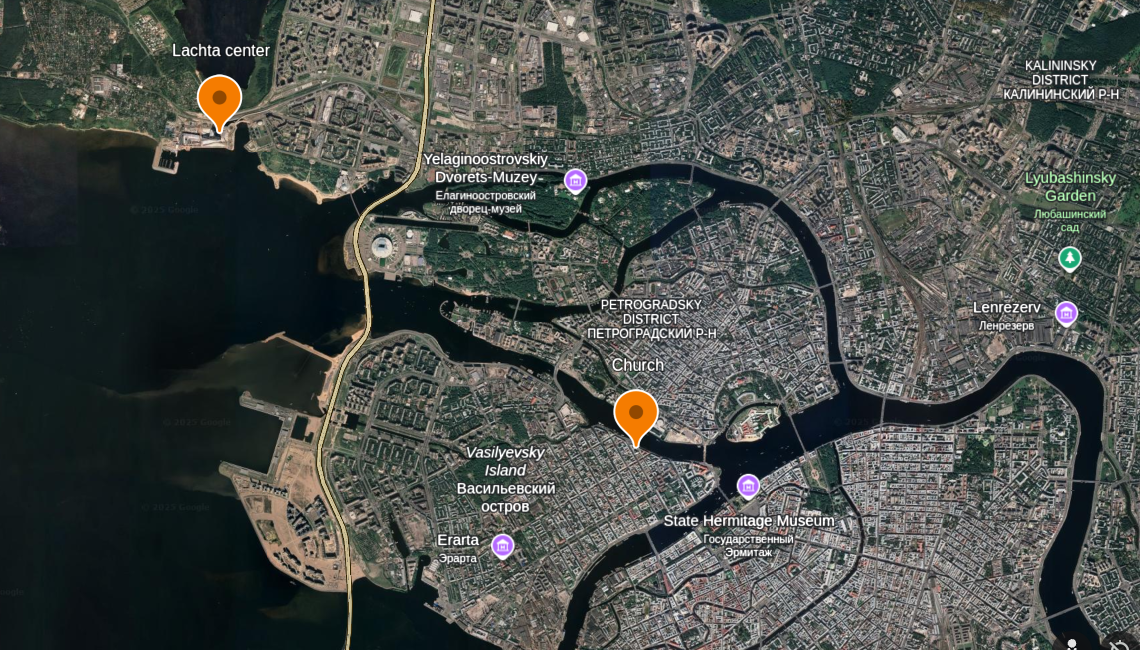 Lachta center
KALININSKY
DISTRICT
КАЛИНИНСКИЙ Р-Н
Yelaginoostrovskiy
Dvorets-Muzey
Елагиноостровский
дворец-музей
Lyubashinsky
Garden
Любашинский
сад
© 2025 Google
PETROGRADSKY
DISTRICT
ПЕТРОГРАДСКИЙ Р-Н
Lenrezerv
Ленрезерв
Church
© 2025 Google
© 2025 Google
Vasilyevsky
Island
Васильевский
остров
© 2025 Google
State Hermitage Museum
Государственный
Эрмитаж
Erarta
Эрарта